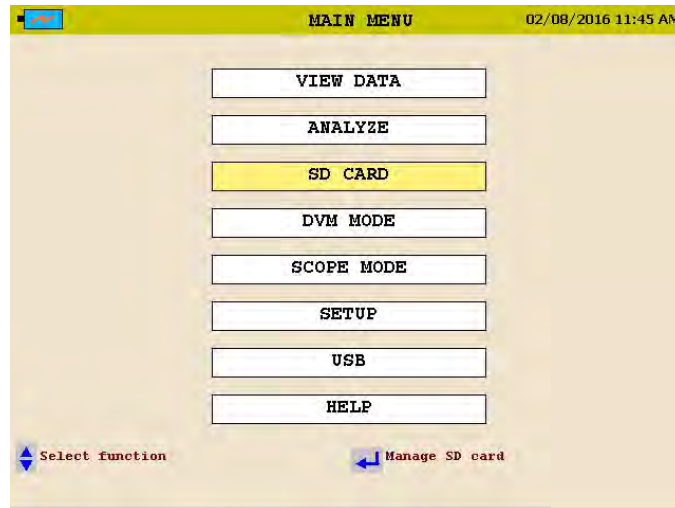 MAIN MENU 02/08/2016 11:45 AM
VIEW DATA
ANALYZE
SD CARD
DVM MODE
SCOPE MODE
SETUP
USB
HELP
Select function Manage SD card